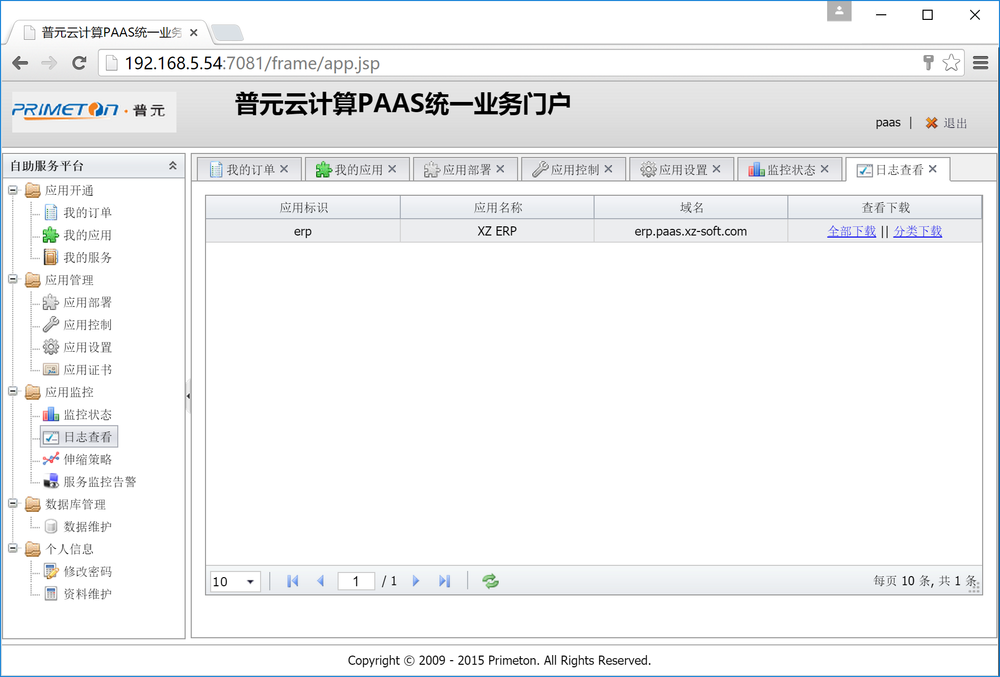 普元云计算PAAS统一业务
192.168.5.54:7081/frame/app.jsp
PRIMETON·普元
普元云计算PAAS统一业务门户
paas | 退出
自助服务平台
应用开通
我的订单
我的应用
我的服务
应用管理
应用部署
应用控制
应用设置
应用证书
应用监控
监控状态
日志查看
伸缩策略
服务监控告警
数据库管理
数据维护
个人信息
修改密码
资料维护
我的订单 我的应用 应用部署 应用控制 应用设置 监控状态 日志查看
应用标识 应用名称 域名 查看下载
erp XZ ERP erp.paas.xz-soft.com 全部下载 || 分类下载
10 1 / 1 每页 10 条, 共 1 条
Copyright © 2009 - 2015 Primeton. All Rights Reserved.